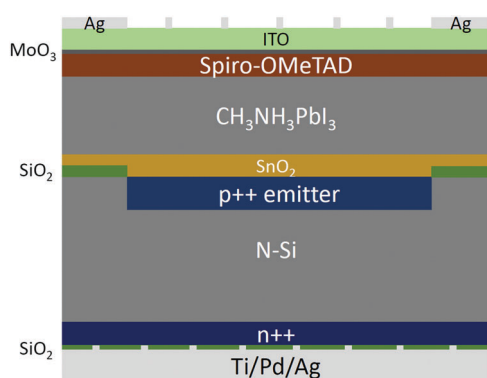 Ag Ag
ITO
MoO₃
Spiro-OMeTAD
CH₃NH₃PbI₃
SiO₂
SnO₂
p++ emitter
N-Si
n++
SiO₂
Ti/Pd/Ag